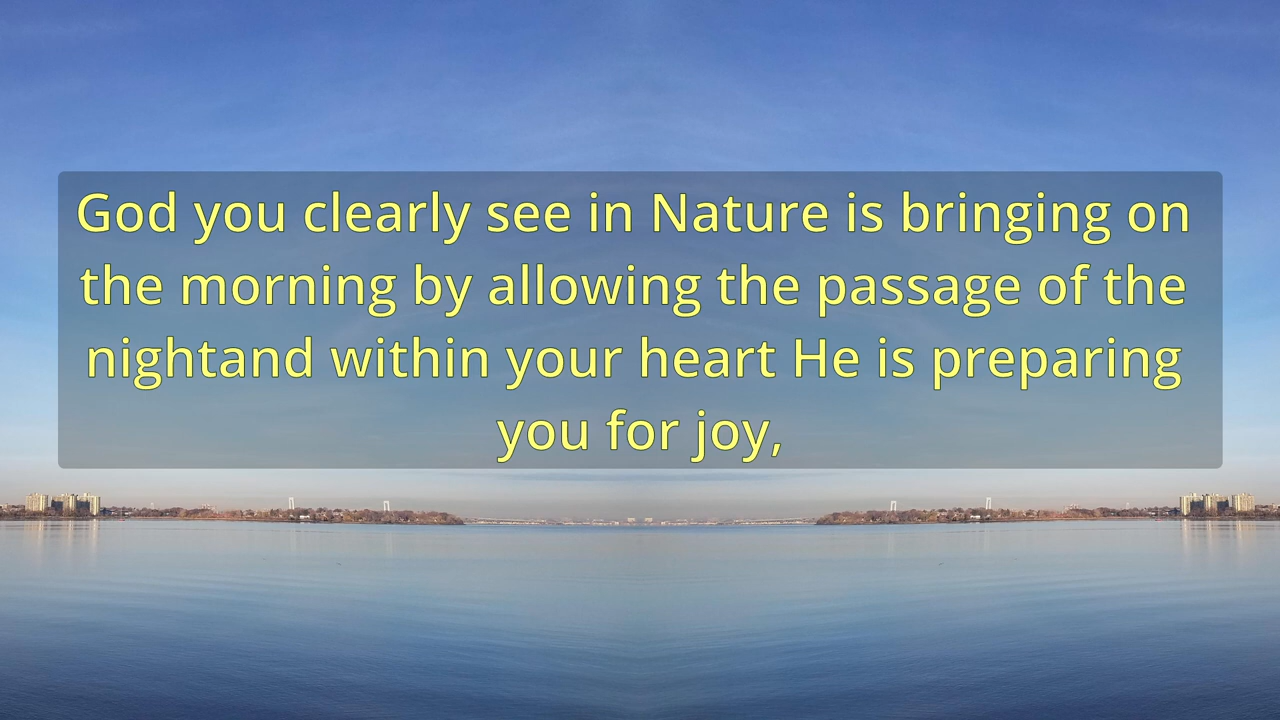 God you clearly see in Nature is bringing on
the morning by allowing the passage of the
nightand within your heart He is preparing
you for joy,